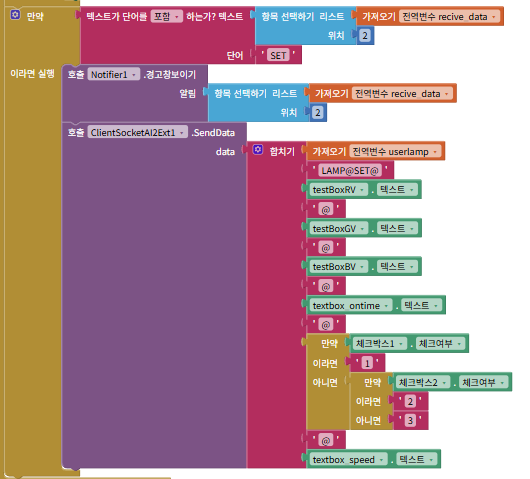 만약 텍스트가 단어를 포함 하는가? 텍스트 항목 선택하기 리스트 가져오기 전역변수 recive_data
위치 2
단어 ' SET '
이라면 실행 호출 Notifier1 .경고창보이기
알림 항목 선택하기 리스트 가져오기 전역변수 recive_data
위치 2
호출 ClientSocketAI2Ext1 .SendData
data 합치기 가져오기 전역변수 userlamp
' LAMP@SET@ '
testBoxRV . 텍스트
' @ '
testBoxGV . 텍스트
' @ '
testBoxBV . 텍스트
' @ '
textbox_ontime . 텍스트
' @ '
만약 체크박스1 . 체크여부
이라면 ' 1 '
아니면 만약 체크박스2 . 체크여부
이라면 ' 2 '
아니면 ' 3 '
' @ '
textbox_speed . 텍스트